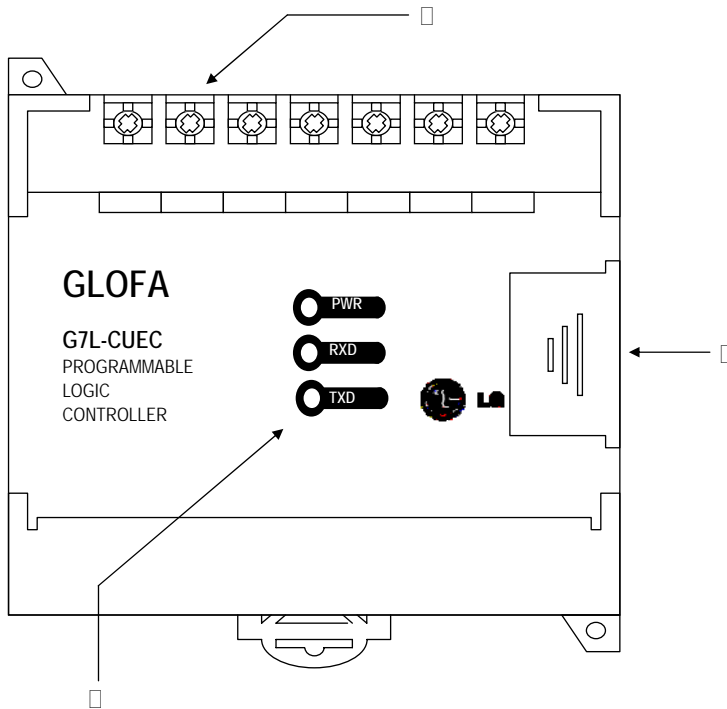 GLOFA
G7L-CUEC
PROGRAMMABLE
LOGIC
CONTROLLER
PWR
RXD
TXD